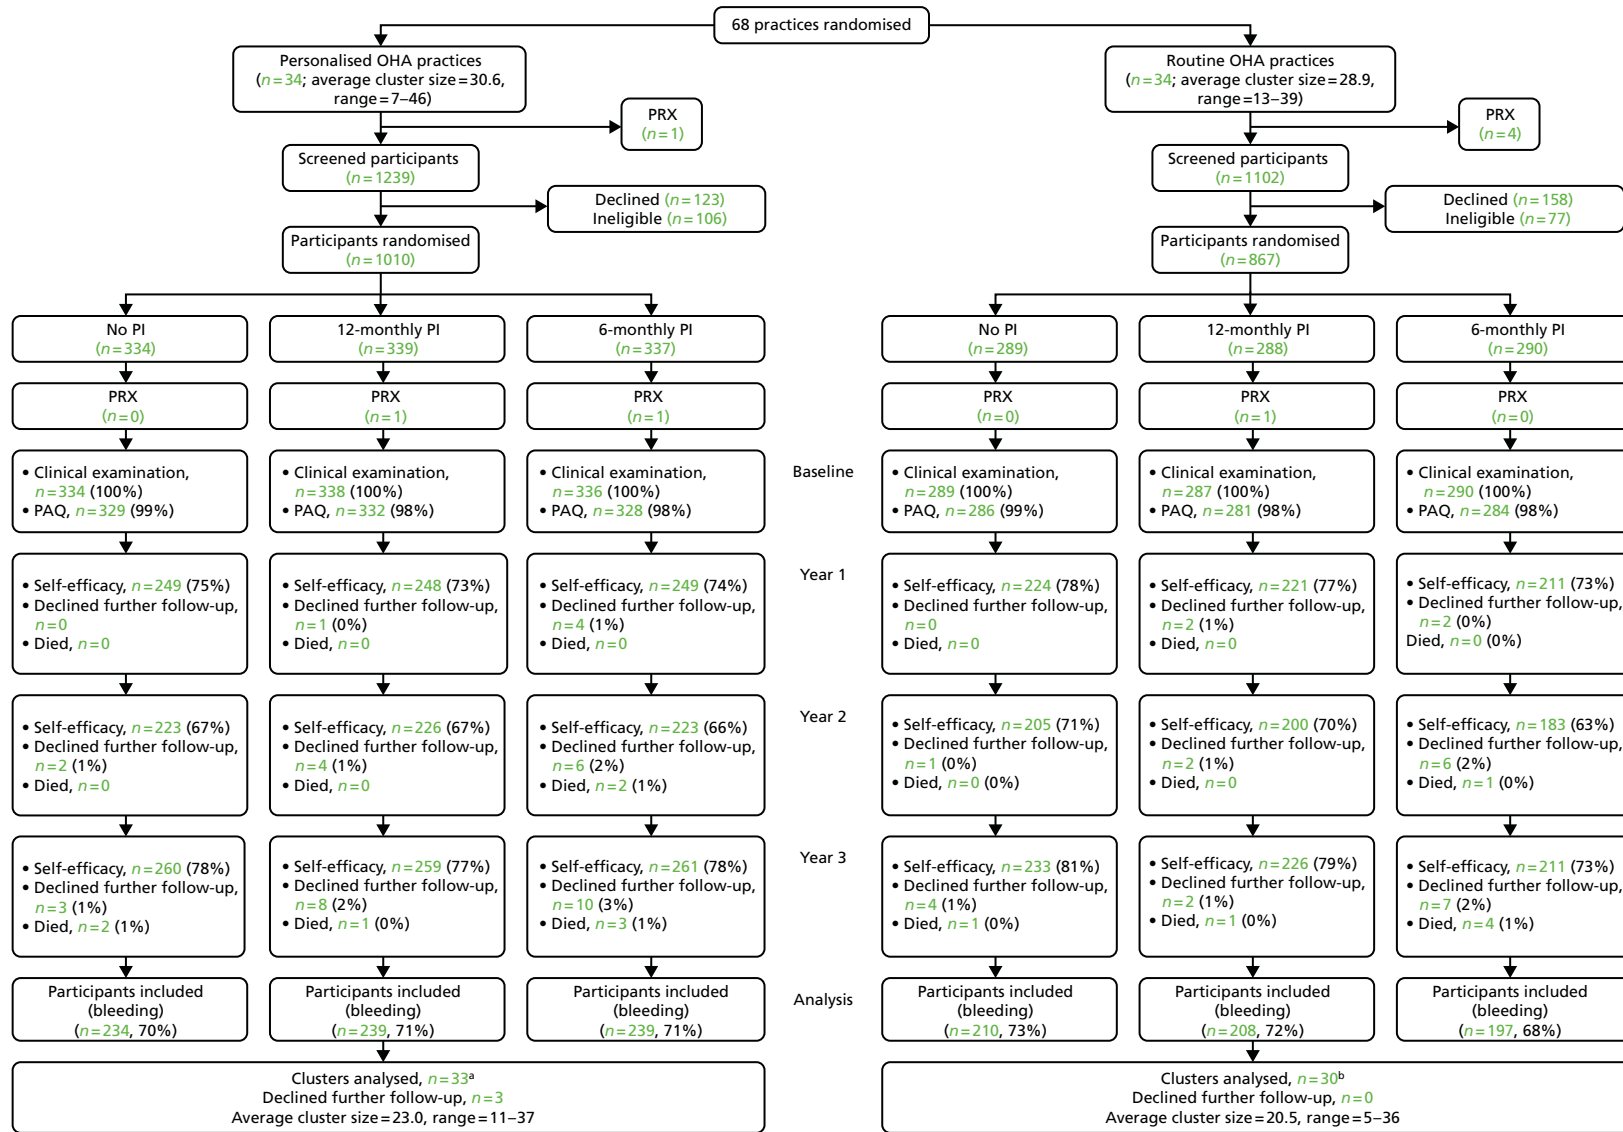 68 practices randomised
Personalised OHA practices
(n=34; average cluster size=30.6,
range=7–46)
Routine OHA practices
(n=34; average cluster size=28.9,
range=13–39)
PRX
(n=1)
PRX
(n=4)
Screened participants
(n=1239)
Screened participants
(n=1102)
Declined (n=123)
Ineligible (n=106)
Declined (n=158)
Ineligible (n=77)
Participants randomised
(n=1010)
Participants randomised
(n=867)
No PI
(n=334)
12-monthly PI
(n=339)
6-monthly PI
(n=337)
No PI
(n=289)
12-monthly PI
(n=288)
6-monthly PI
(n=290)
PRX
(n=0)
PRX
(n=1)
PRX
(n=1)
PRX
(n=0)
PRX
(n=1)
PRX
(n=0)
• Clinical examination,
n=334 (100%)
• PAQ, n=329 (99%)
• Clinical examination,
n=338 (100%)
• PAQ, n=332 (98%)
• Clinical examination,
n=336 (100%)
• PAQ, n=328 (98%)
Baseline
• Clinical examination,
n=289 (100%)
• PAQ, n=286 (99%)
• Clinical examination,
n=287 (100%)
• PAQ, n=281 (98%)
• Clinical examination,
n=290 (100%)
• PAQ, n=284 (98%)
• Self-efficacy, n=249 (75%)
• Declined further follow-up,
n=0
• Died, n=0
• Self-efficacy, n=248 (73%)
• Declined further follow-up,
n=1 (0%)
• Died, n=0
• Self-efficacy, n=249 (74%)
• Declined further follow-up,
n=4 (1%)
• Died, n=0
Year 1
• Self-efficacy, n=224 (78%)
• Declined further follow-up,
n=0
• Died, n=0
• Self-efficacy, n=221 (77%)
• Declined further follow-up,
n=2 (1%)
• Died, n=0
• Self-efficacy, n=211 (73%)
• Declined further follow-up,
n=2 (0%)
Died, n=0 (0%)
• Self-efficacy, n=223 (67%)
• Declined further follow-up,
n=2 (1%)
• Died, n=0
• Self-efficacy, n=226 (67%)
• Declined further follow-up,
n=4 (1%)
• Died, n=0
• Self-efficacy, n=223 (66%)
• Declined further follow-up,
n=6 (2%)
• Died, n=2 (1%)
Year 2
• Self-efficacy, n=205 (71%)
• Declined further follow-up,
n=1 (0%)
• Died, n=0 (0%)
• Self-efficacy, n=200 (70%)
• Declined further follow-up,
n=2 (1%)
• Died, n=0
• Self-efficacy, n=183 (63%)
• Declined further follow-up,
n=6 (2%)
• Died, n=1 (0%)
• Self-efficacy, n=260 (78%)
• Declined further follow-up,
n=3 (1%)
• Died, n=2 (1%)
• Self-efficacy, n=259 (77%)
• Declined further follow-up,
n=8 (2%)
• Died, n=1 (0%)
• Self-efficacy, n=261 (78%)
• Declined further follow-up,
n=10 (3%)
• Died, n=3 (1%)
Year 3
• Self-efficacy, n=233 (81%)
• Declined further follow-up,
n=4 (1%)
• Died, n=1 (0%)
• Self-efficacy, n=226 (79%)
• Declined further follow-up,
n=2 (1%)
• Died, n=1 (0%)
• Self-efficacy, n=211 (73%)
• Declined further follow-up,
n=7 (2%)
• Died, n=4 (1%)
Participants included
(bleeding)
(n=234, 70%)
Participants included
(bleeding)
(n=239, 71%)
Participants included
(bleeding)
(n=239, 71%)
Analysis
Participants included
(bleeding)
(n=210, 73%)
Participants included
(bleeding)
(n=208, 72%)
Participants included
(bleeding)
(n=197, 68%)
Clusters analysed, n=33ᵃ
Declined further follow-up, n=3
Average cluster size=23.0, range=11–37
Clusters analysed, n=30ᵇ
Declined further follow-up, n=0
Average cluster size=20.5, range=5–36